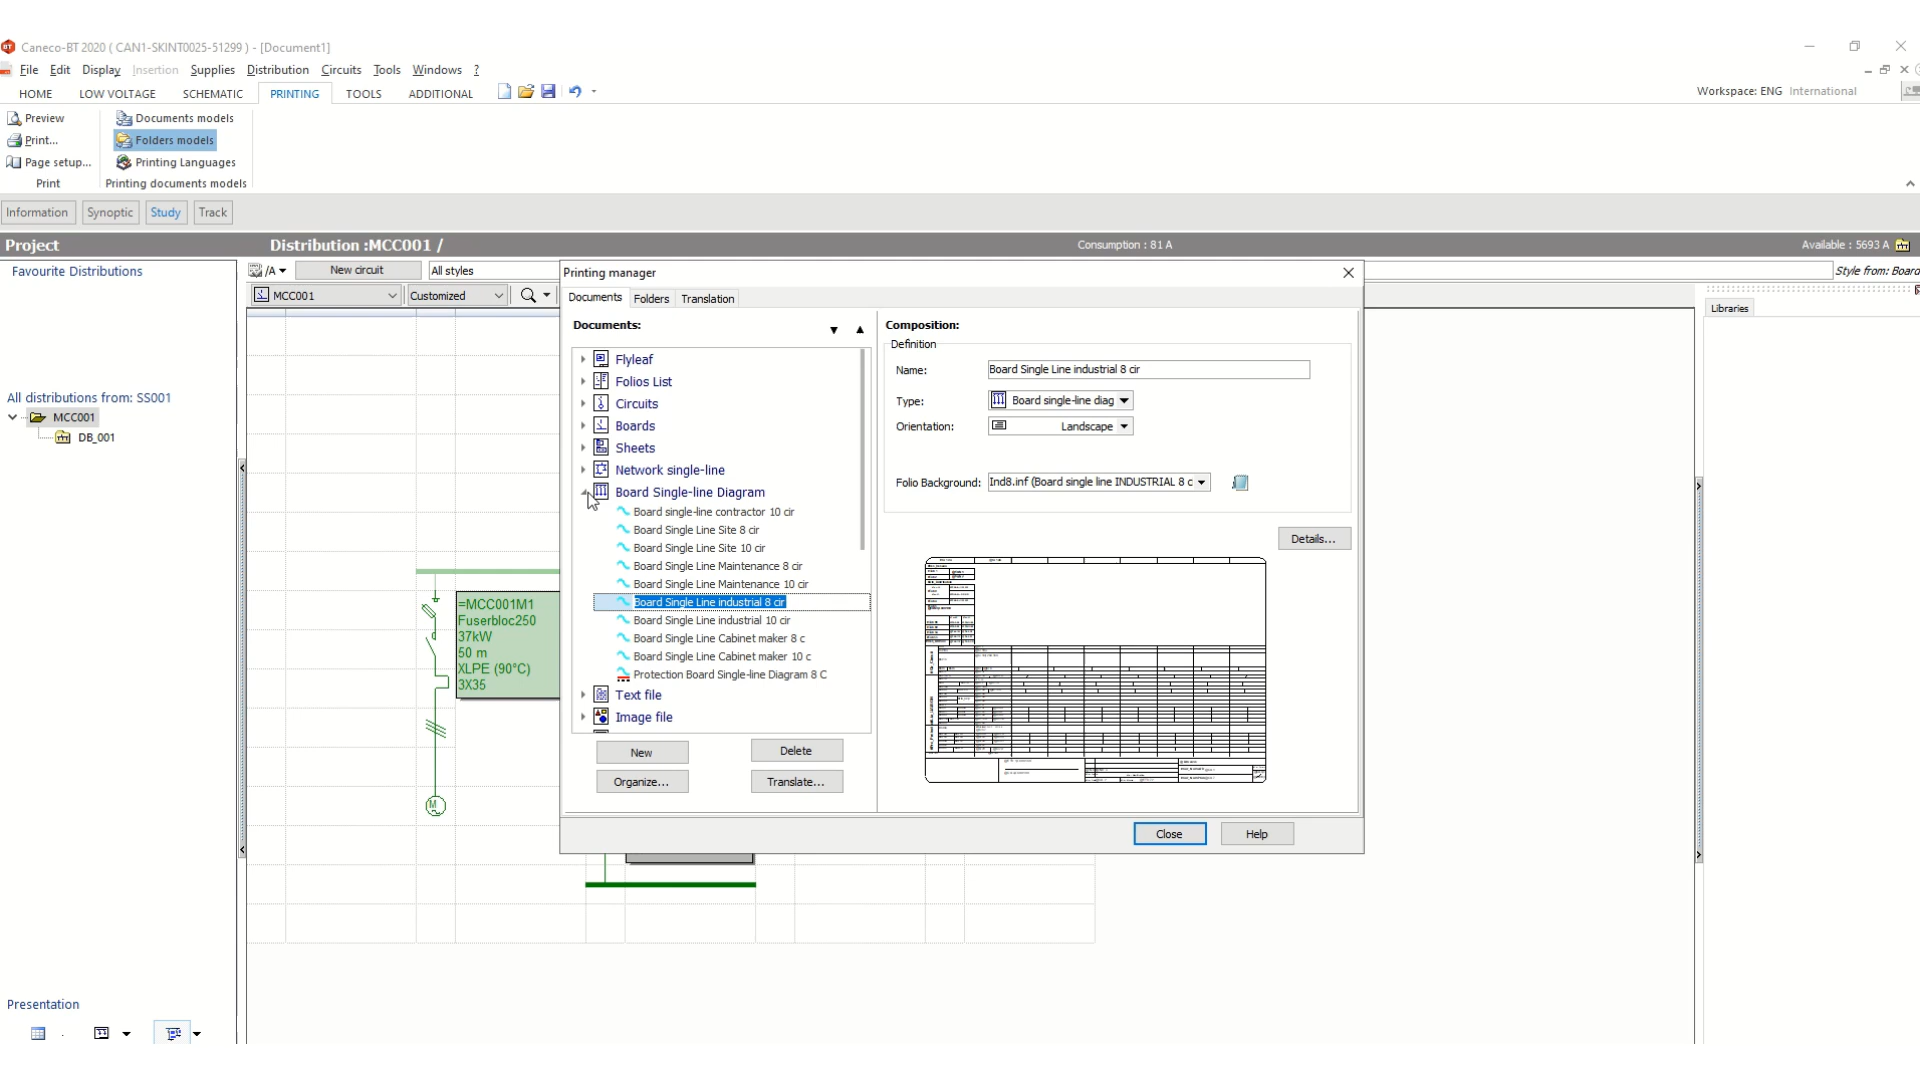 Caneco-BT 2020 ( CAN1-SKINT0025-51299 ) - [Document1]
File Edit Display Insertion Supplies Distribution Circuits Tools Windows ?
HOME LOW VOLTAGE SCHEMATIC PRINTING TOOLS ADDITIONAL
Workspace: ENG International
Preview
Print...
Page setup...
Print
Documents models
Folders models
Printing Languages
Printing documents models
Information Synoptic Study Track
Project Distribution :MCC001 / Consumption : 81 A Available : 5693 A
Favourite Distributions
/A New circuit All styles
Style from: Board
MCC001 Customized
Libraries
All distributions from: SS001
MCC001
DB_001
Presentation
=MCC001M1
Fuserbloc250
37kW
50 m
XLPE (90°C)
3X35
M
Printing manager
Documents Folders Translation
Documents:
Flyleaf
Folios List
Circuits
Boards
Sheets
Network single-line
Board Single-line Diagram
Board single-line contractor 10 cir
Board Single Line Site 8 cir
Board Single Line Site 10 cir
Board Single Line Maintenance 8 cir
Board Single Line Maintenance 10 cir
Board Single Line industrial 8 cir
Board Single Line industrial 10 cir
Board Single Line Cabinet maker 8 c
Board Single Line Cabinet maker 10 c
Protection Board Single-line Diagram 8 C
Text file
Image file
New Delete
Organize... Translate...
Composition:
Definition
Name: Board Single Line industrial 8 cir
Type: Board single-line diag
Orientation: Landscape
Folio Background: Ind8.inf (Board single line INDUSTRIAL 8 c
Details...
Close Help